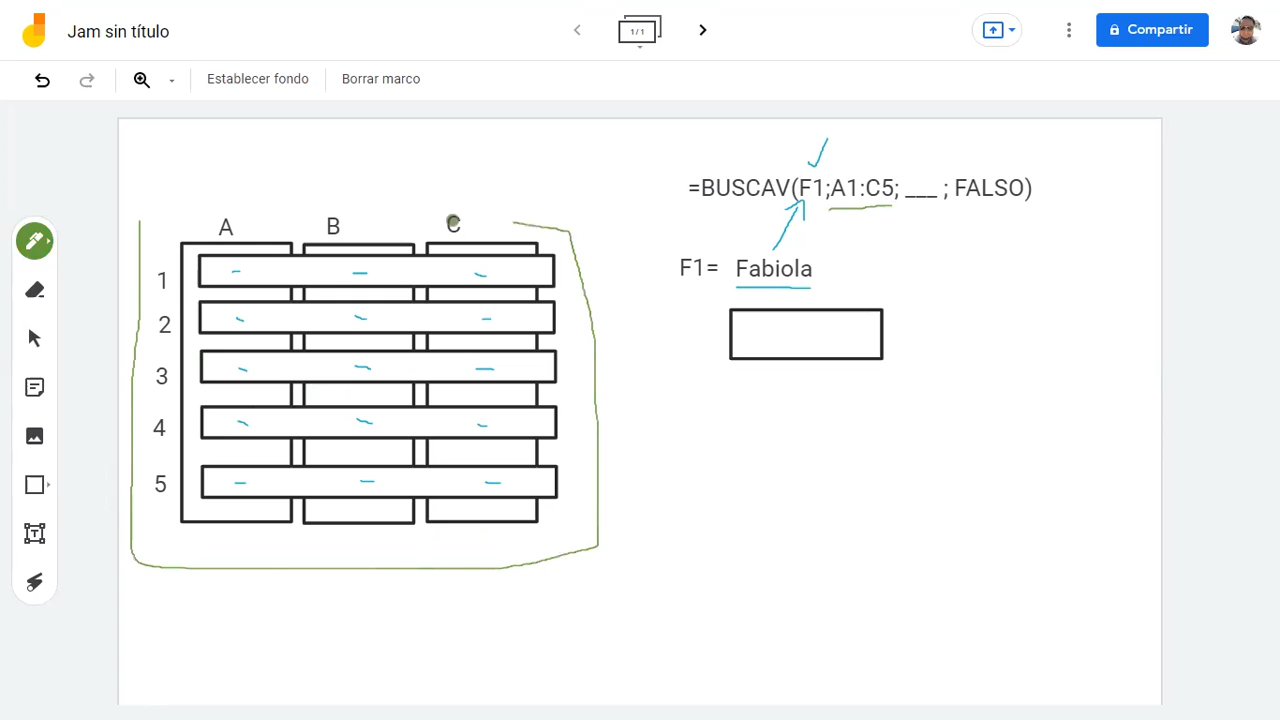 Jam sin título
1/1
Compartir
Establecer fondo
Borrar marco
=BUSCAV(F1;A1:C5; ___ ; FALSO)
A B C
F1= Fabiola
1
2
3
4
5